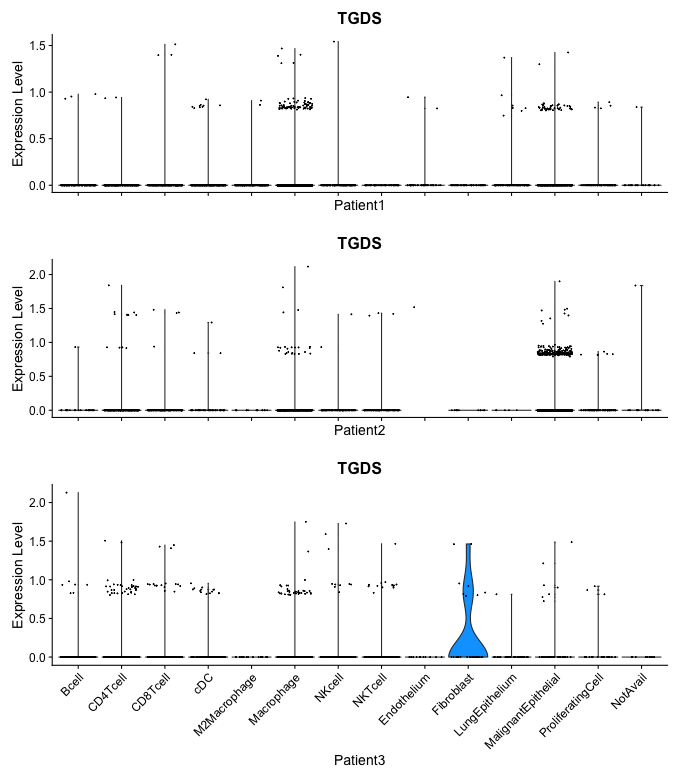 TGDS
Expression Level
1.5
1.0
0.5
0.0
Patient1
TGDS
Expression Level
2.0
1.5
1.0
0.5
0.0
Patient2
TGDS
Expression Level
2.0
1.5
1.0
0.5
0.0
Bcell
CD4Tcell
CD8Tcell
cDC
M2Macrophage
Macrophage
NKcell
NKTcell
Endothelium
Fibroblast
LungEpithelium
MalignantEpithelial
ProliferatingCell
NotAvail
Patient3